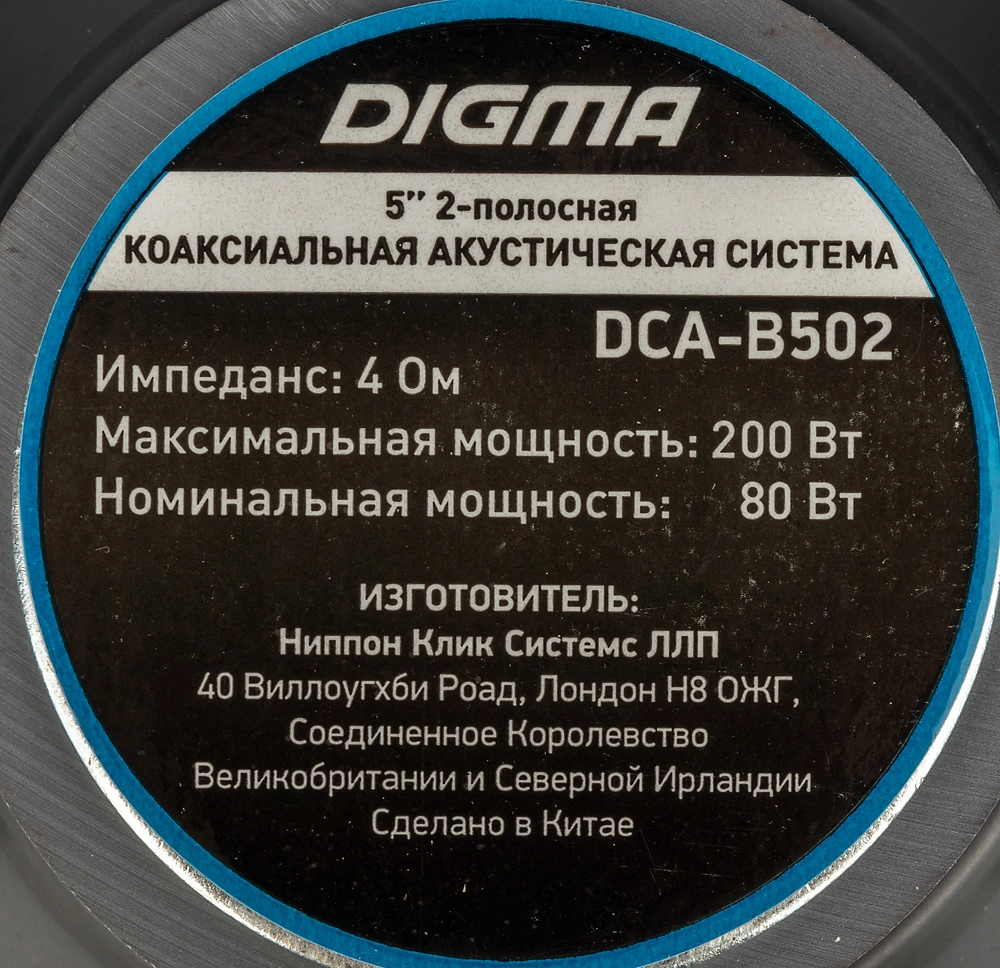 DIGMA
5" 2-полосная
КОАКСИАЛЬНАЯ АКУСТИЧЕСКАЯ СИСТЕМА
DCA-B502
Импеданс: 4 Ом
Максимальная мощность: 200 Вт
Номинальная мощность: 80 Вт
ИЗГОТОВИТЕЛЬ:
Ниппон Клик Системс ЛЛП
40 Виллоугхби Роад, Лондон Н8 ОЖГ,
Соединенное Королевство
Великобритании и Северной Ирландии
Сделано в Китае